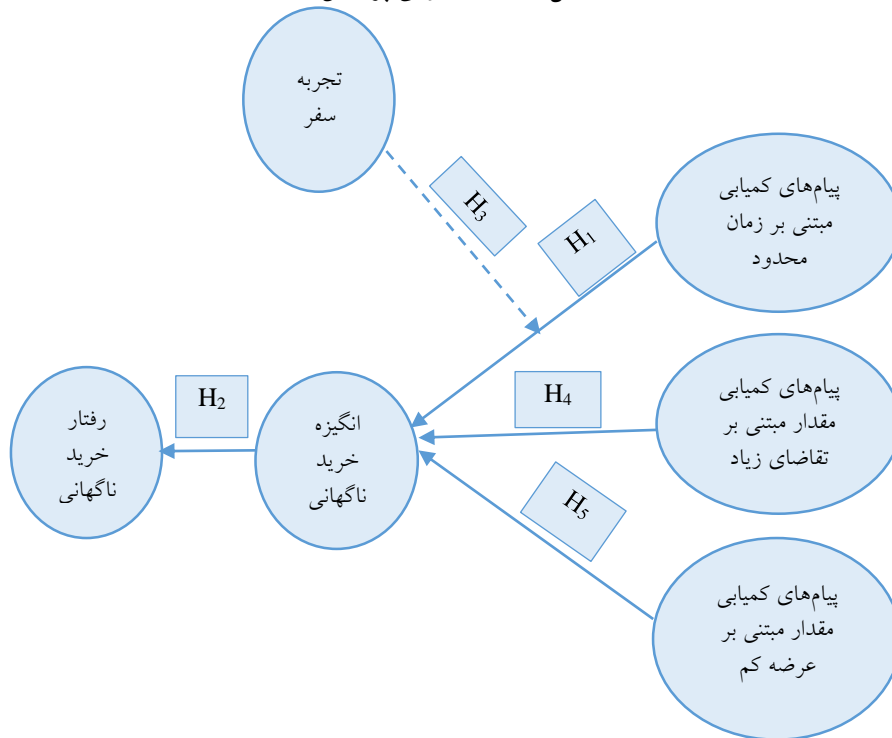 تجربه
سفر
H3
H1
پیام‌های کمیابی
مبتنی بر زمان
محدود
رفتار
خرید
ناگهانی
H2
انگیزه
خرید
ناگهانی
H4
پیام‌های کمیابی
مقدار مبتنی بر
تقاضای زیاد
H5
پیام‌های کمیابی
مقدار مبتنی بر
عرضه کم